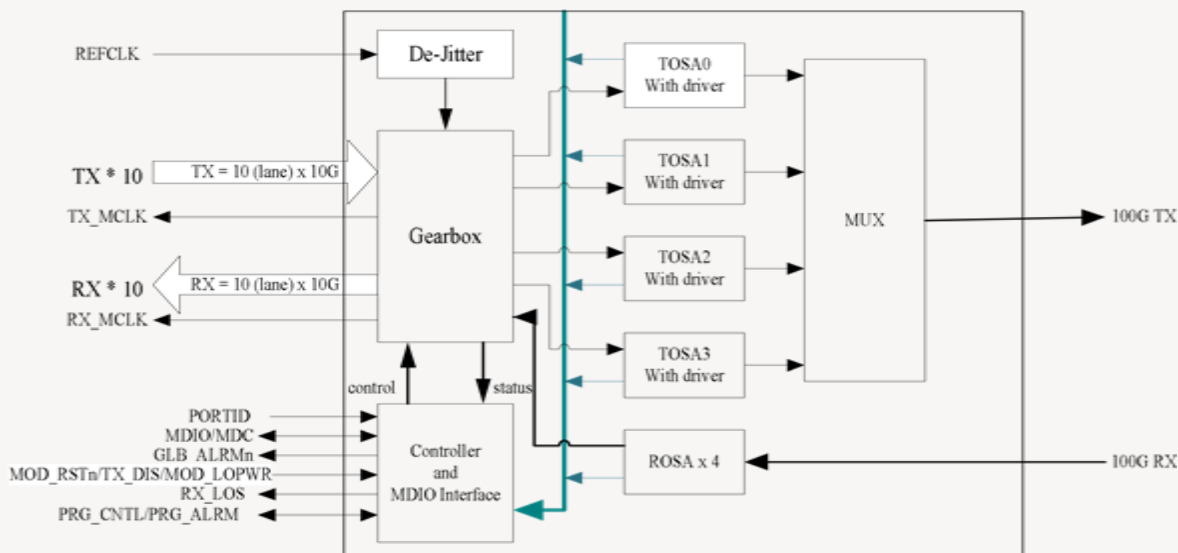 REFCLK
De-Jitter
TOSA0
With driver
TX * 10
TX = 10 (lane) x 10G
TOSA1
With driver
TX_MCLK
Gearbox
MUX
100G TX
RX * 10
RX = 10 (lane) x 10G
TOSA2
With driver
RX_MCLK
TOSA3
With driver
control
status
PORTID
MDIO/MDC
GLB_ALRMn
MOD_RSTn/TX_DIS/MOD_LOPWR
RX_LOS
PRG_CNTL/PRG_ALRM
Controller
and
MDIO Interface
ROSA x 4
100G RX